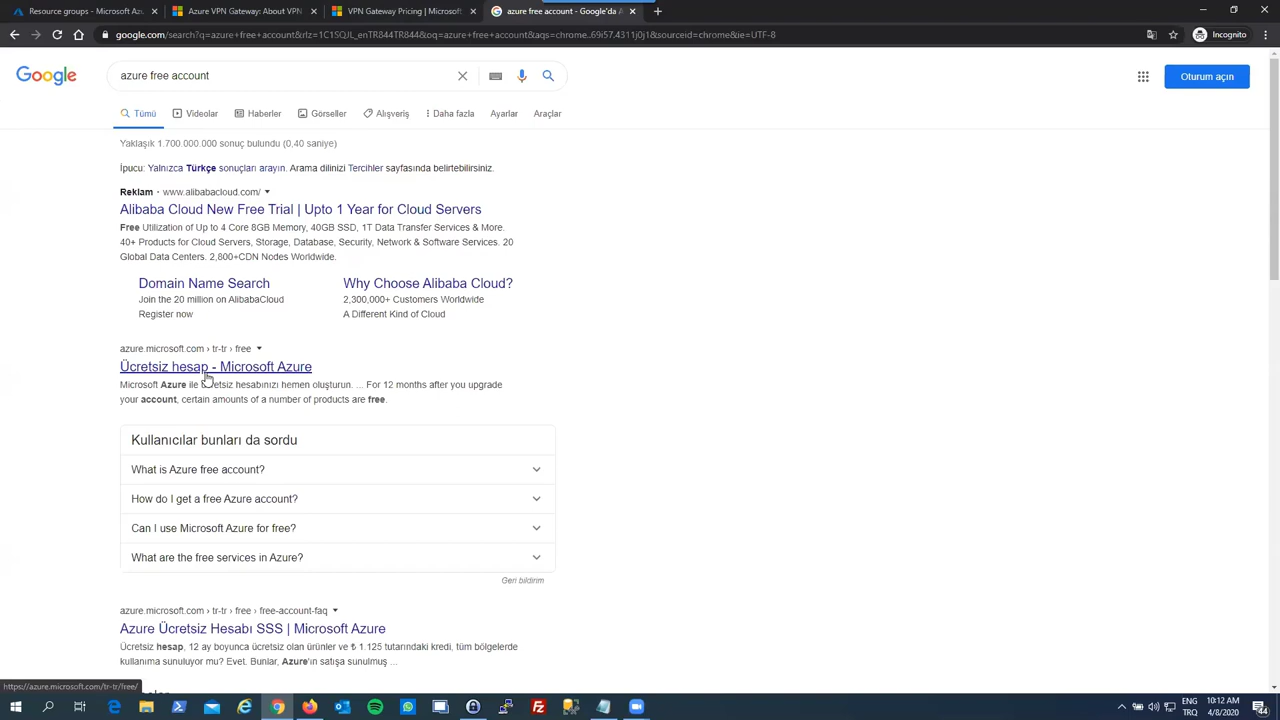 Resource groups - Microsoft Az
VPN Gateway: About VPN
VPN Gateway Pricing | Microsoft
azure free account - Google'da A
google.com/search?q=azure+free+account&rlz=1C1SQJL_enTR844TR844&oq=azure+free+account&aqs=chrome..69i57.4311j0j1&sourceid=chrome&ie=UTF-8
Incognito
Google
azure free account
Oturum açın
Tümü
Videolar
Haberler
Görseller
Alışveriş
Daha fazla
Ayarlar
Araçlar
Yaklaşık 1.700.000.000 sonuç bulundu (0,40 saniye)
İpucu: Yalnızca Türkçe sonuçları arayın. Arama dilinizi Tercihler sayfasında belirtebilirsiniz.
Reklam · www.alibabacloud.com/
Alibaba Cloud New Free Trial | Upto 1 Year for Cloud Servers
Free Utilization of Up to 4 Core 8GB Memory, 40GB SSD, 1T Data Transfer Services & More.
40+ Products for Cloud Servers, Storage, Database, Security, Network & Software Services. 20
Global Data Centers. 2,800+CDN Nodes Worldwide.
Domain Name Search
Join the 20 million on AlibabaCloud
Register now
Why Choose Alibaba Cloud?
2,300,000+ Customers Worldwide
A Different Kind of Cloud
azure.microsoft.com › tr-tr › free
Ücretsiz hesap - Microsoft Azure
Microsoft Azure ile ücretsiz hesabınızı hemen oluşturun. ... For 12 months after you upgrade
your account, certain amounts of a number of products are free.
Kullanıcılar bunları da sordu
What is Azure free account?
How do I get a free Azure account?
Can I use Microsoft Azure for free?
What are the free services in Azure?
Geri bildirim
azure.microsoft.com › tr-tr › free › free-account-faq
Azure Ücretsiz Hesabı SSS | Microsoft Azure
Ücretsiz hesap, 12 ay boyunca ücretsiz olan ürünler ve ₺ 1.125 tutarındaki kredi, tüm bölgelerde
kullanıma sunuluyor mu? Evet. Bunlar, Azure'ın satışa sunulmuş ...
https://azure.microsoft.com/tr-tr/free/
ENG
TRQ
10:12 AM
4/8/2020